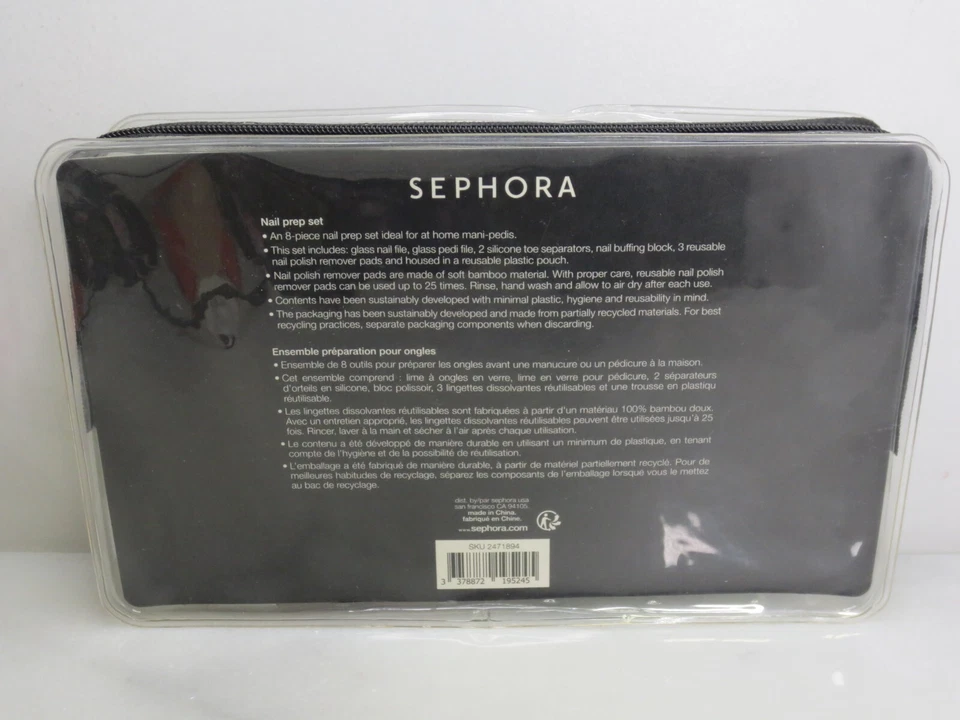 SEPHORA
Nail prep set
• An 8-piece nail prep set ideal for at home mani-pedis.
• This set includes: glass nail file, glass pedi file, 2 silicone toe separators, nail buffing block, 3 reusable
nail polish remover pads and housed in a reusable plastic pouch.
• Nail polish remover pads are made of soft bamboo material. With proper care, reusable nail polish
remover pads can be used up to 25 times. Rinse, hand wash and allow to air dry after each use.
• Contents have been sustainably developed with minimal plastic, hygiene and reusability in mind.
• The packaging has been sustainably developed and made from partially recycled materials. For best
recycling practices, separate packaging components when discarding.
Ensemble préparation pour ongles
• Ensemble de 8 outils pour préparer les ongles avant une manucure ou un pédicure à la maison.
• Cet ensemble comprend : lime à ongles en verre, lime en verre pour pédicure, 2 séparateurs
d'orteils en silicone, bloc polissoir, 3 lingettes dissolvantes réutilisables et une trousse en plastiqu
réutilisable.
• Les lingettes dissolvantes réutilisables sont fabriquées à partir d'un matériau 100% bambou doux.
Avec un entretien approprié, les lingettes dissolvantes réutilisables peuvent être utilisées jusqu'à 25
fois. Rincer, laver à la main et sécher à l'air après chaque utilisation.
• Le contenu a été développé de manière durable en utilisant un minimum de plastique, en tenant
compte de l'hygiène et de la possibilité de réutilisation.
• L'emballage a été fabriqué de manière durable, à partir de matériel partiellement recyclé. Pour de
meilleures habitudes de recyclage, séparez les composants de l'emballage lorsque vous le mettez
au bac de recyclage.
dist. by/par sephora usa
san francisco CA 94105.
made in China.
fabriqué en Chine.
www.sephora.com
SKU 2471894
3 378872 195245